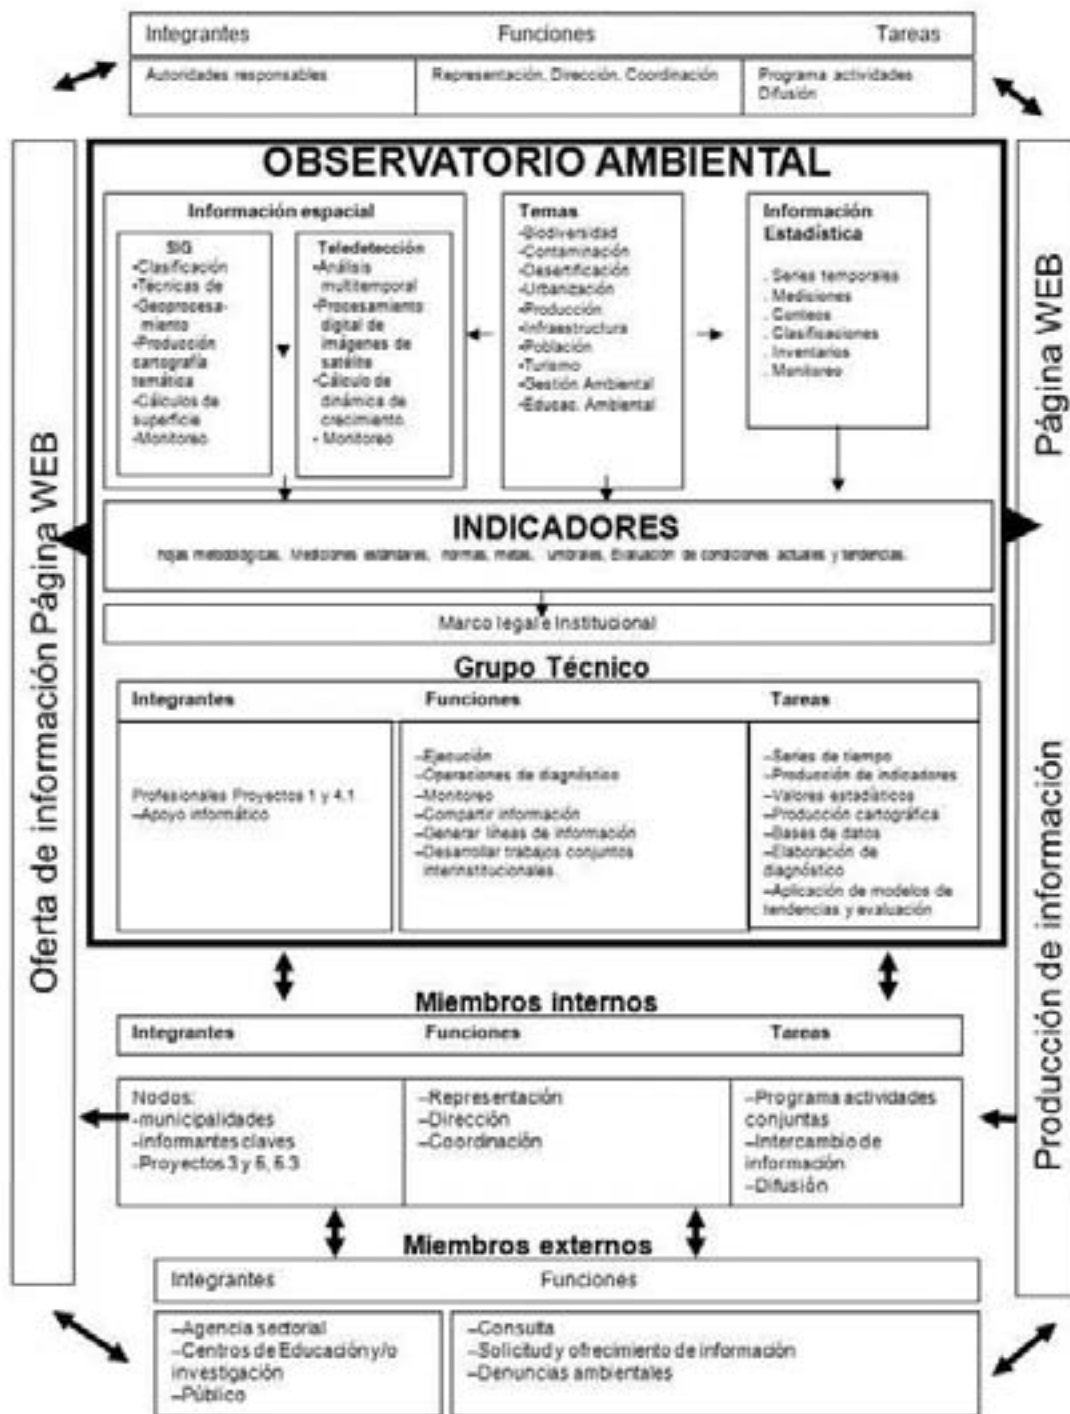 Integrantes Funciones Tareas
Autoridades responsables
Representación. Dirección. Coordinación
Programa actividades
Difusión
OBSERVATORIO AMBIENTAL
Información espacial
SIG
-Clasificación
-Técnicas de
-Geoprocesa-
miento
-Producción
cartografía
temática
-Cálculos de
superficie
-Monitoreo
Teledetección
-Análisis
multitemporal
-Procesamiento
digital de
imágenes de
satélite
-Cálculo de
dinámica de
crecimiento.
- Monitoreo
Temas
-Biodiversidad
-Contaminación
-Desertificación
-Urbanización
-Producción
-Infraestructura
-Población
-Turismo
-Gestión Ambiental
-Educac. Ambiental
Información
Estadística
. Series temporales
. Mediciones
. Conteos
. Clasificaciones
. Inventarios
. Monitoreo
INDICADORES
hojas metodológicas, Mediciones estándares, normas, metas, umbrales, Evaluación de condiciones actuales y tendencias.
Marco legal e Institucional
Grupo Técnico
Integrantes Funciones Tareas
Profesionales Proyectos 1 y 4.1.
–Apoyo informático
–Ejecución
–Operaciones de diagnóstico
–Monitoreo
–Compartir información
–Generar líneas de información
–Desarrollar trabajos conjuntos
interinstitucionales.
–Series de tiempo
–Producción de indicadores
–Valores estadísticos
–Producción cartográfica
–Bases de datos
–Elaboración de
diagnóstico
–Aplicación de modelos de
tendencias y evaluación
Miembros internos
Integrantes Funciones Tareas
Nodos:
-municipalidades
-informantes claves
-Proyectos 3 y
–Representación
–Dirección
–Coordinación
–Programa actividades
conjuntas
–Intercambio de
información
–Difusión
Miembros externos
Integrantes Funciones
–Agencia sectorial
–Centros de Educación y/o
investigación
–Público
–Consulta
–Solicitud y ofrecimiento de información
–Denuncias ambientales
Oferta de información Página WEB
Página WEB
Producción de información